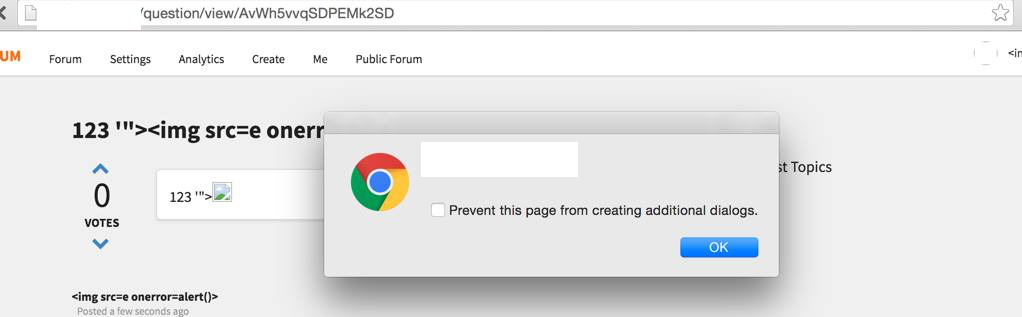 /question/view/AvWh5vvqSDPEMk2SD
UM Forum Settings Analytics Create Me Public Forum <in
123 '"><img src=e onerr
st Topics
0
VOTES
123 '">
Prevent this page from creating additional dialogs.
OK
<img src=e onerror=alert()>
Posted a few seconds ago